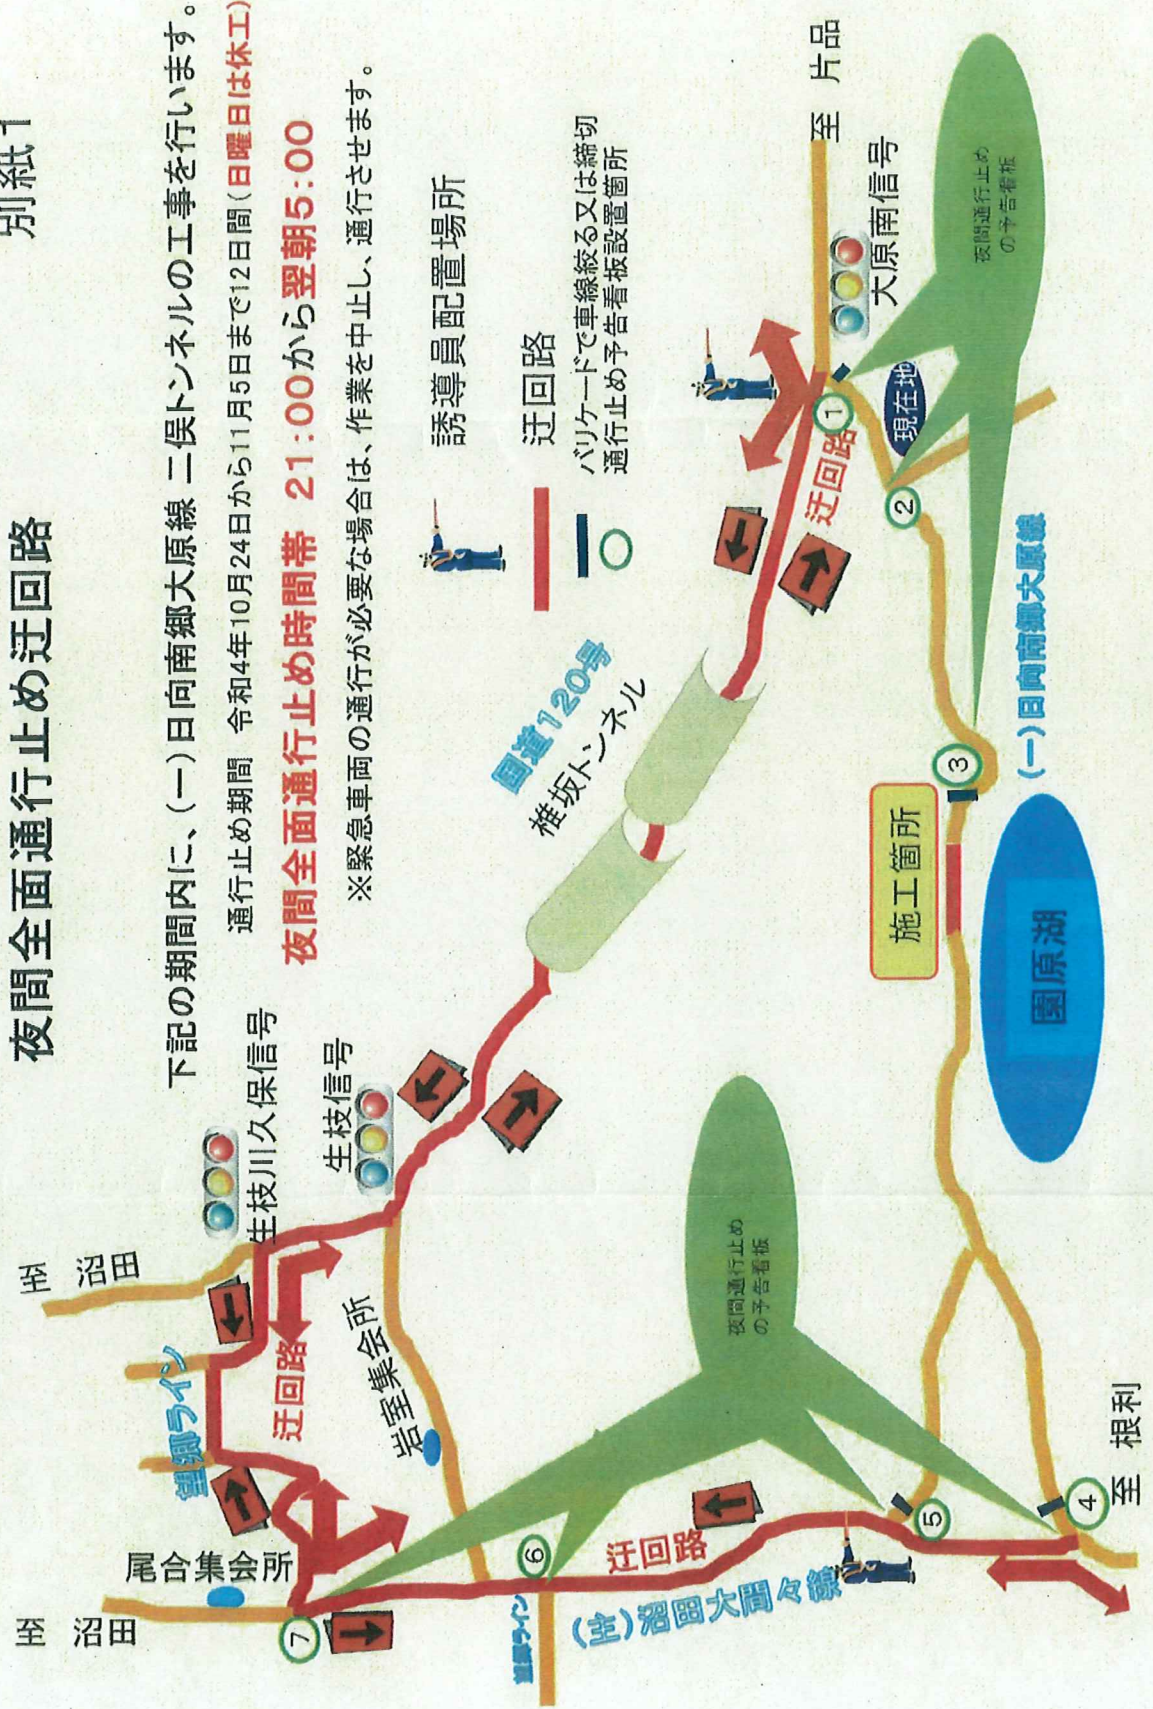 別紙1
夜間全面通行止め迂回路
下記の期間内に、(一)日向南郷大原線 二俣トンネルの工事を行います。
通行止め期間 令和4年10月24日から11月5日まで12日間(日曜日は休工)
夜間全面通行止め時間帯 21:00から翌朝5:00
※緊急車両の通行が必要な場合は、作業を中止し、通行させます。
誘導員配置場所
迂回路
バリケードで車線絞る又は締切
通行止め予告看板設置箇所
至 沼田
至 沼田
望郷ライン
生枝川久保信号
生枝信号
尾合集会所
迂回路
岩室集会所
国道120号
椎坂トンネル
迂回路
至 片品
大原南信号
現在地
夜間通行止め
の予告看板
①
②
③
(一)日向南郷大原線
施工箇所
園原湖
夜間通行止め
の予告看板
⑦
⑥
望郷ライン
迂回路
(主)沼田大間々線
⑤
④
至 根利